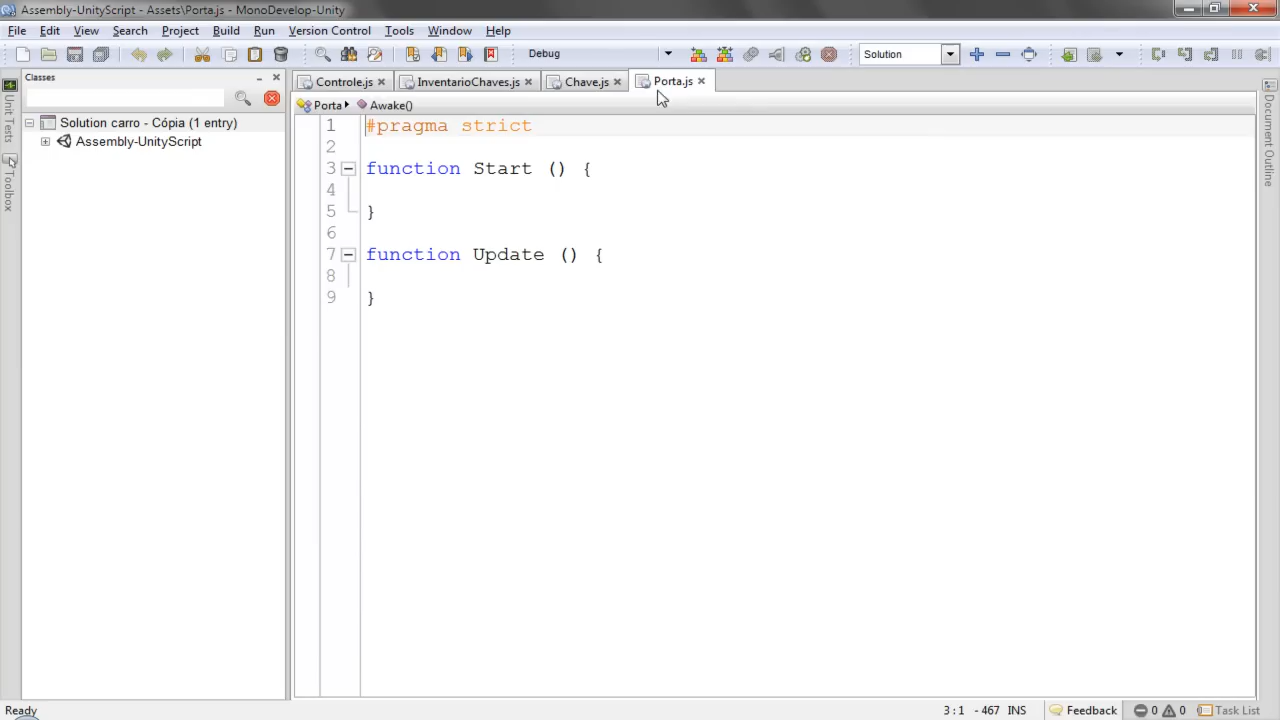 Assembly-UnityScript - Assets\Porta.js - MonoDevelop-Unity
File Edit View Search Project Build Run Version Control Tools Window Help
Debug Solution
Classes
Controle.js InventarioChaves.js Chave.js Porta.js
Porta Awake()
Solution carro - Cópia (1 entry)
Assembly-UnityScript
1 #pragma strict
2
3 function Start () {
4
5 }
6
7 function Update () {
8
9 }
Unit Tests
Toolbox
Document Outline
Ready 3 : 1 - 467 INS Feedback 0 0 Task List